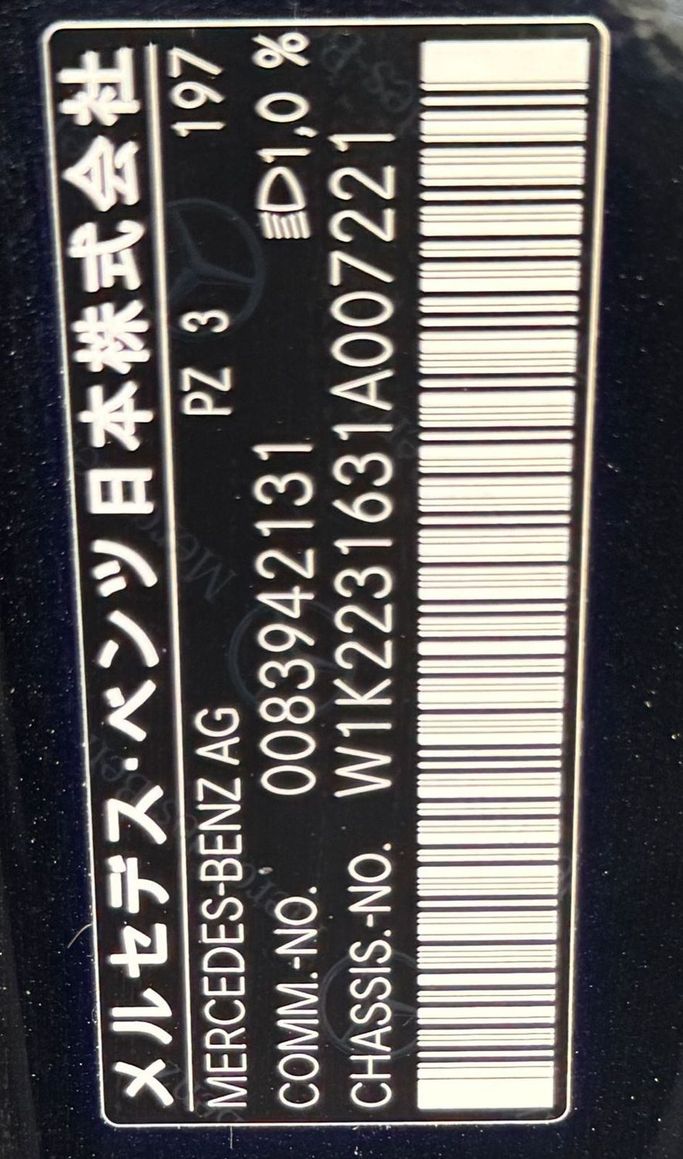 メルセデス・ベンツ日本株式会社
MERCEDES-BENZ AG PZ 3 197
COMM.-NO. 0083942131 1,0 %
CHASSIS.-NO. W1K2231631A007221